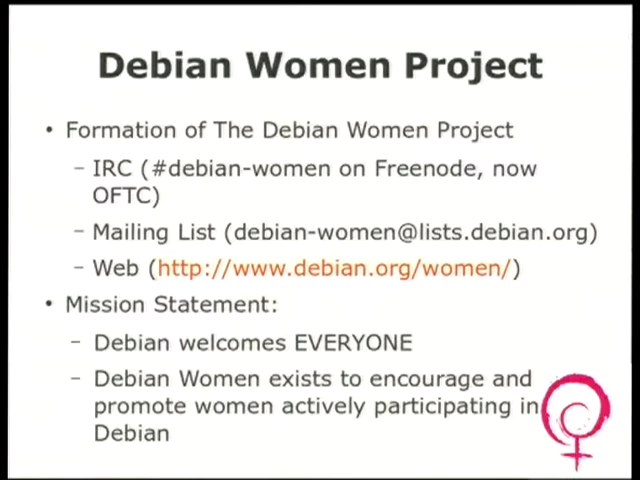 Debian Women Project
• Formation of The Debian Women Project
– IRC (#debian-women on Freenode, now
OFTC)
– Mailing List (debian-women@lists.debian.org)
– Web (http://www.debian.org/women/)
• Mission Statement:
– Debian welcomes EVERYONE
– Debian Women exists to encourage and
promote women actively participating in
Debian